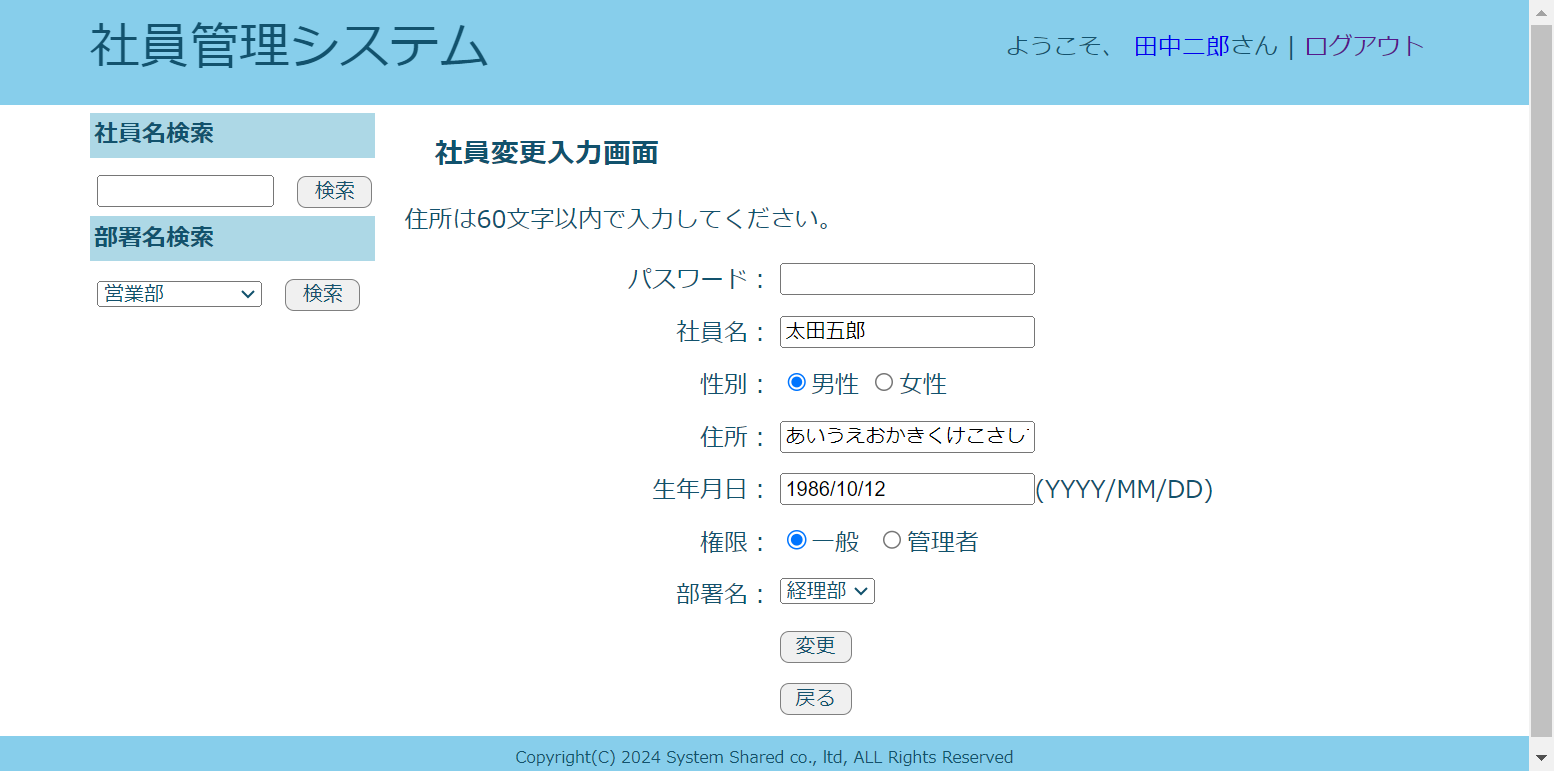 社員管理システム
ようこそ、 田中二郎さん | ログアウト
社員名検索
検索
部署名検索
営業部 検索
社員変更入力画面
住所は60文字以内で入力してください。
パスワード：
社員名： 太田五郎
性別： 男性 女性
住所： あいうえおかきくけこさし
生年月日： 1986/10/12 (YYYY/MM/DD)
権限： 一般 管理者
部署名： 経理部
変更
戻る
Copyright(C) 2024 System Shared co., ltd, ALL Rights Reserved